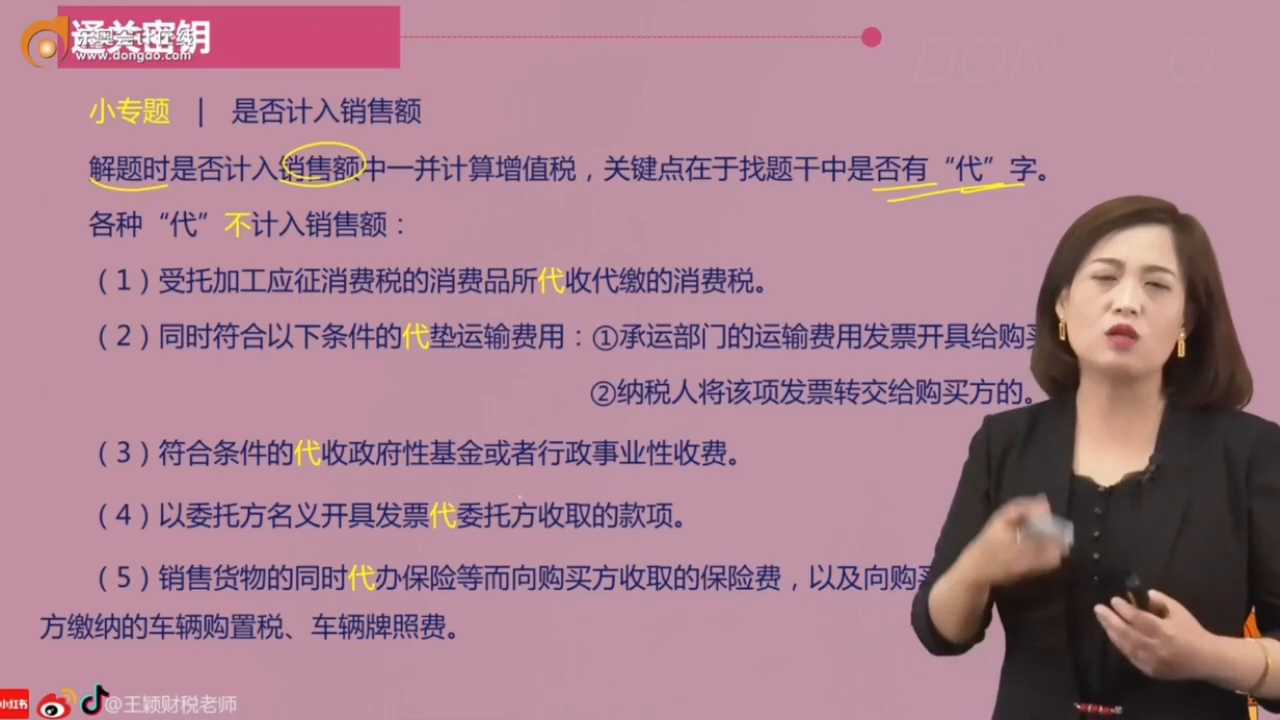 通关密钥
www.dongao.com
DON O
小专题 | 是否计入销售额
解题时是否计入销售额中一并计算增值税，关键点在于找题干中是否有“代”字。
各种“代”不计入销售额：
（1）受托加工应征消费税的消费品所代收代缴的消费税。
（2）同时符合以下条件的代垫运输费用：①承运部门的运输费用发票开具给购
②纳税人将该项发票转交给购买方的。
（3）符合条件的代收政府性基金或者行政事业性收费。
（4）以委托方名义开具发票代委托方收取的款项。
（5）销售货物的同时代办保险等而向购买方收取的保险费，以及向购
方缴纳的车辆购置税、车辆牌照费。
小红书 @王颖财税老师